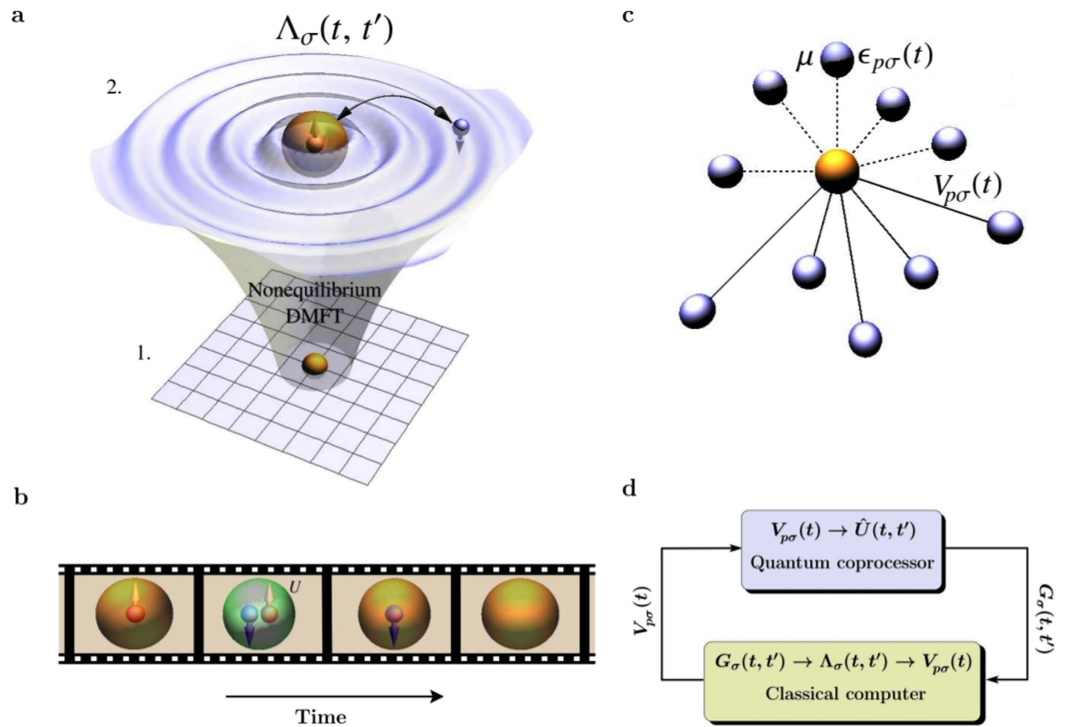 a
Λσ(t, t′)
2.
Nonequilibrium
DMFT
1.
b
U
Time
c
μ ϵpσ(t)
Vpσ(t)
d
Vpσ(t) → Û(t, t′)
Quantum coprocessor
Vpσ(t)
Gσ(t, t′)
Gσ(t, t′) → Λσ(t, t′) → Vpσ(t)
Classical computer